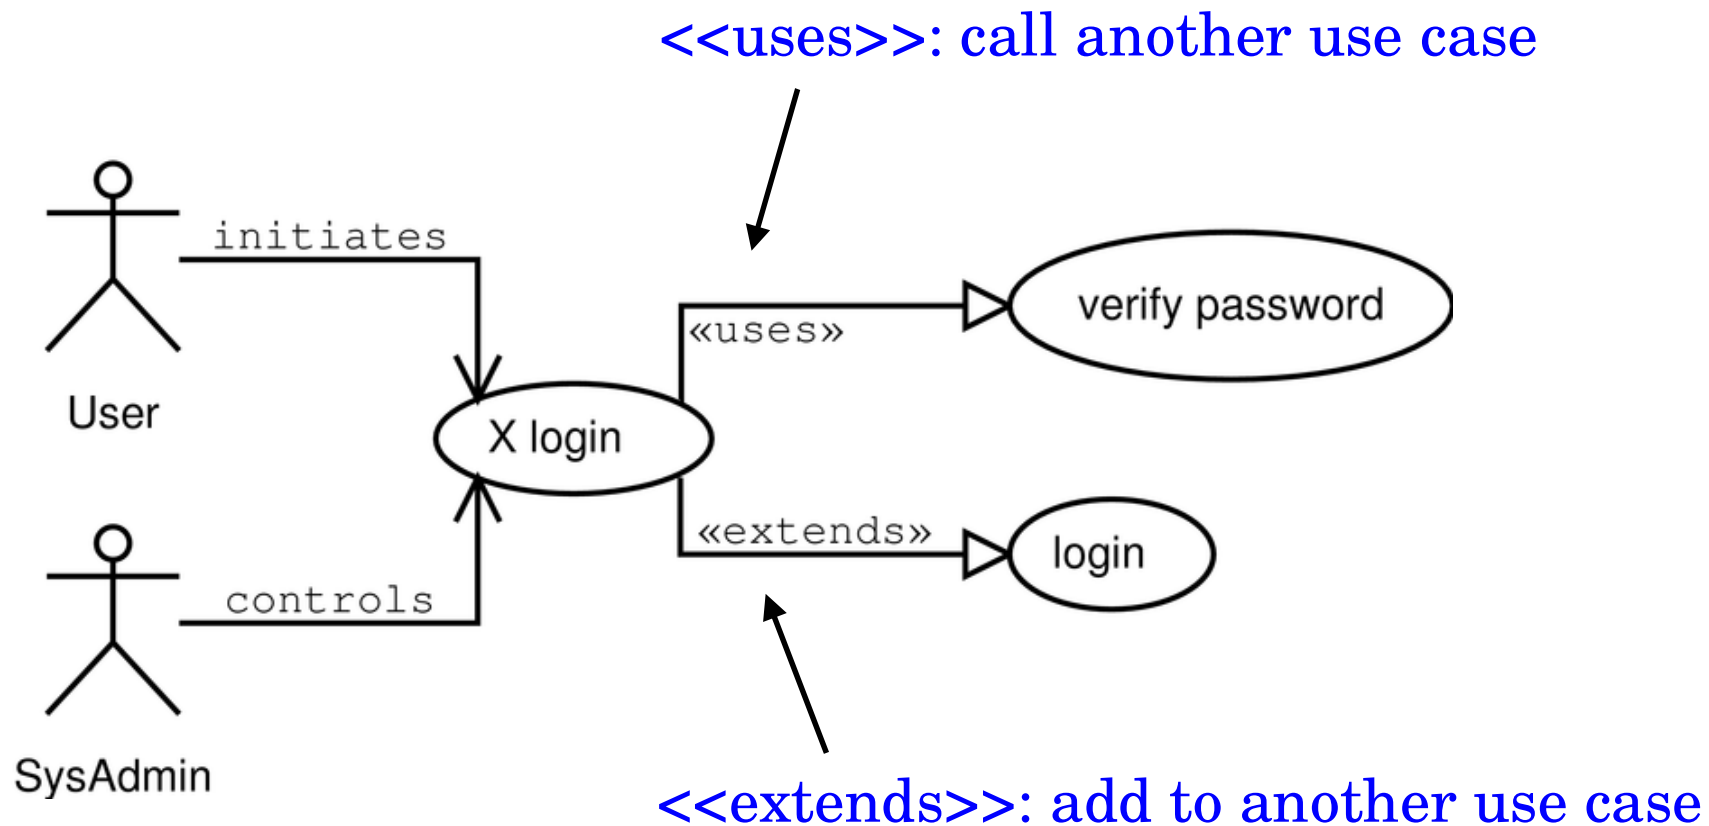 <<uses>>: call another use case
initiates
User
«uses»
verify password
X login
«extends»
login
controls
SysAdmin
<<extends>>: add to another use case